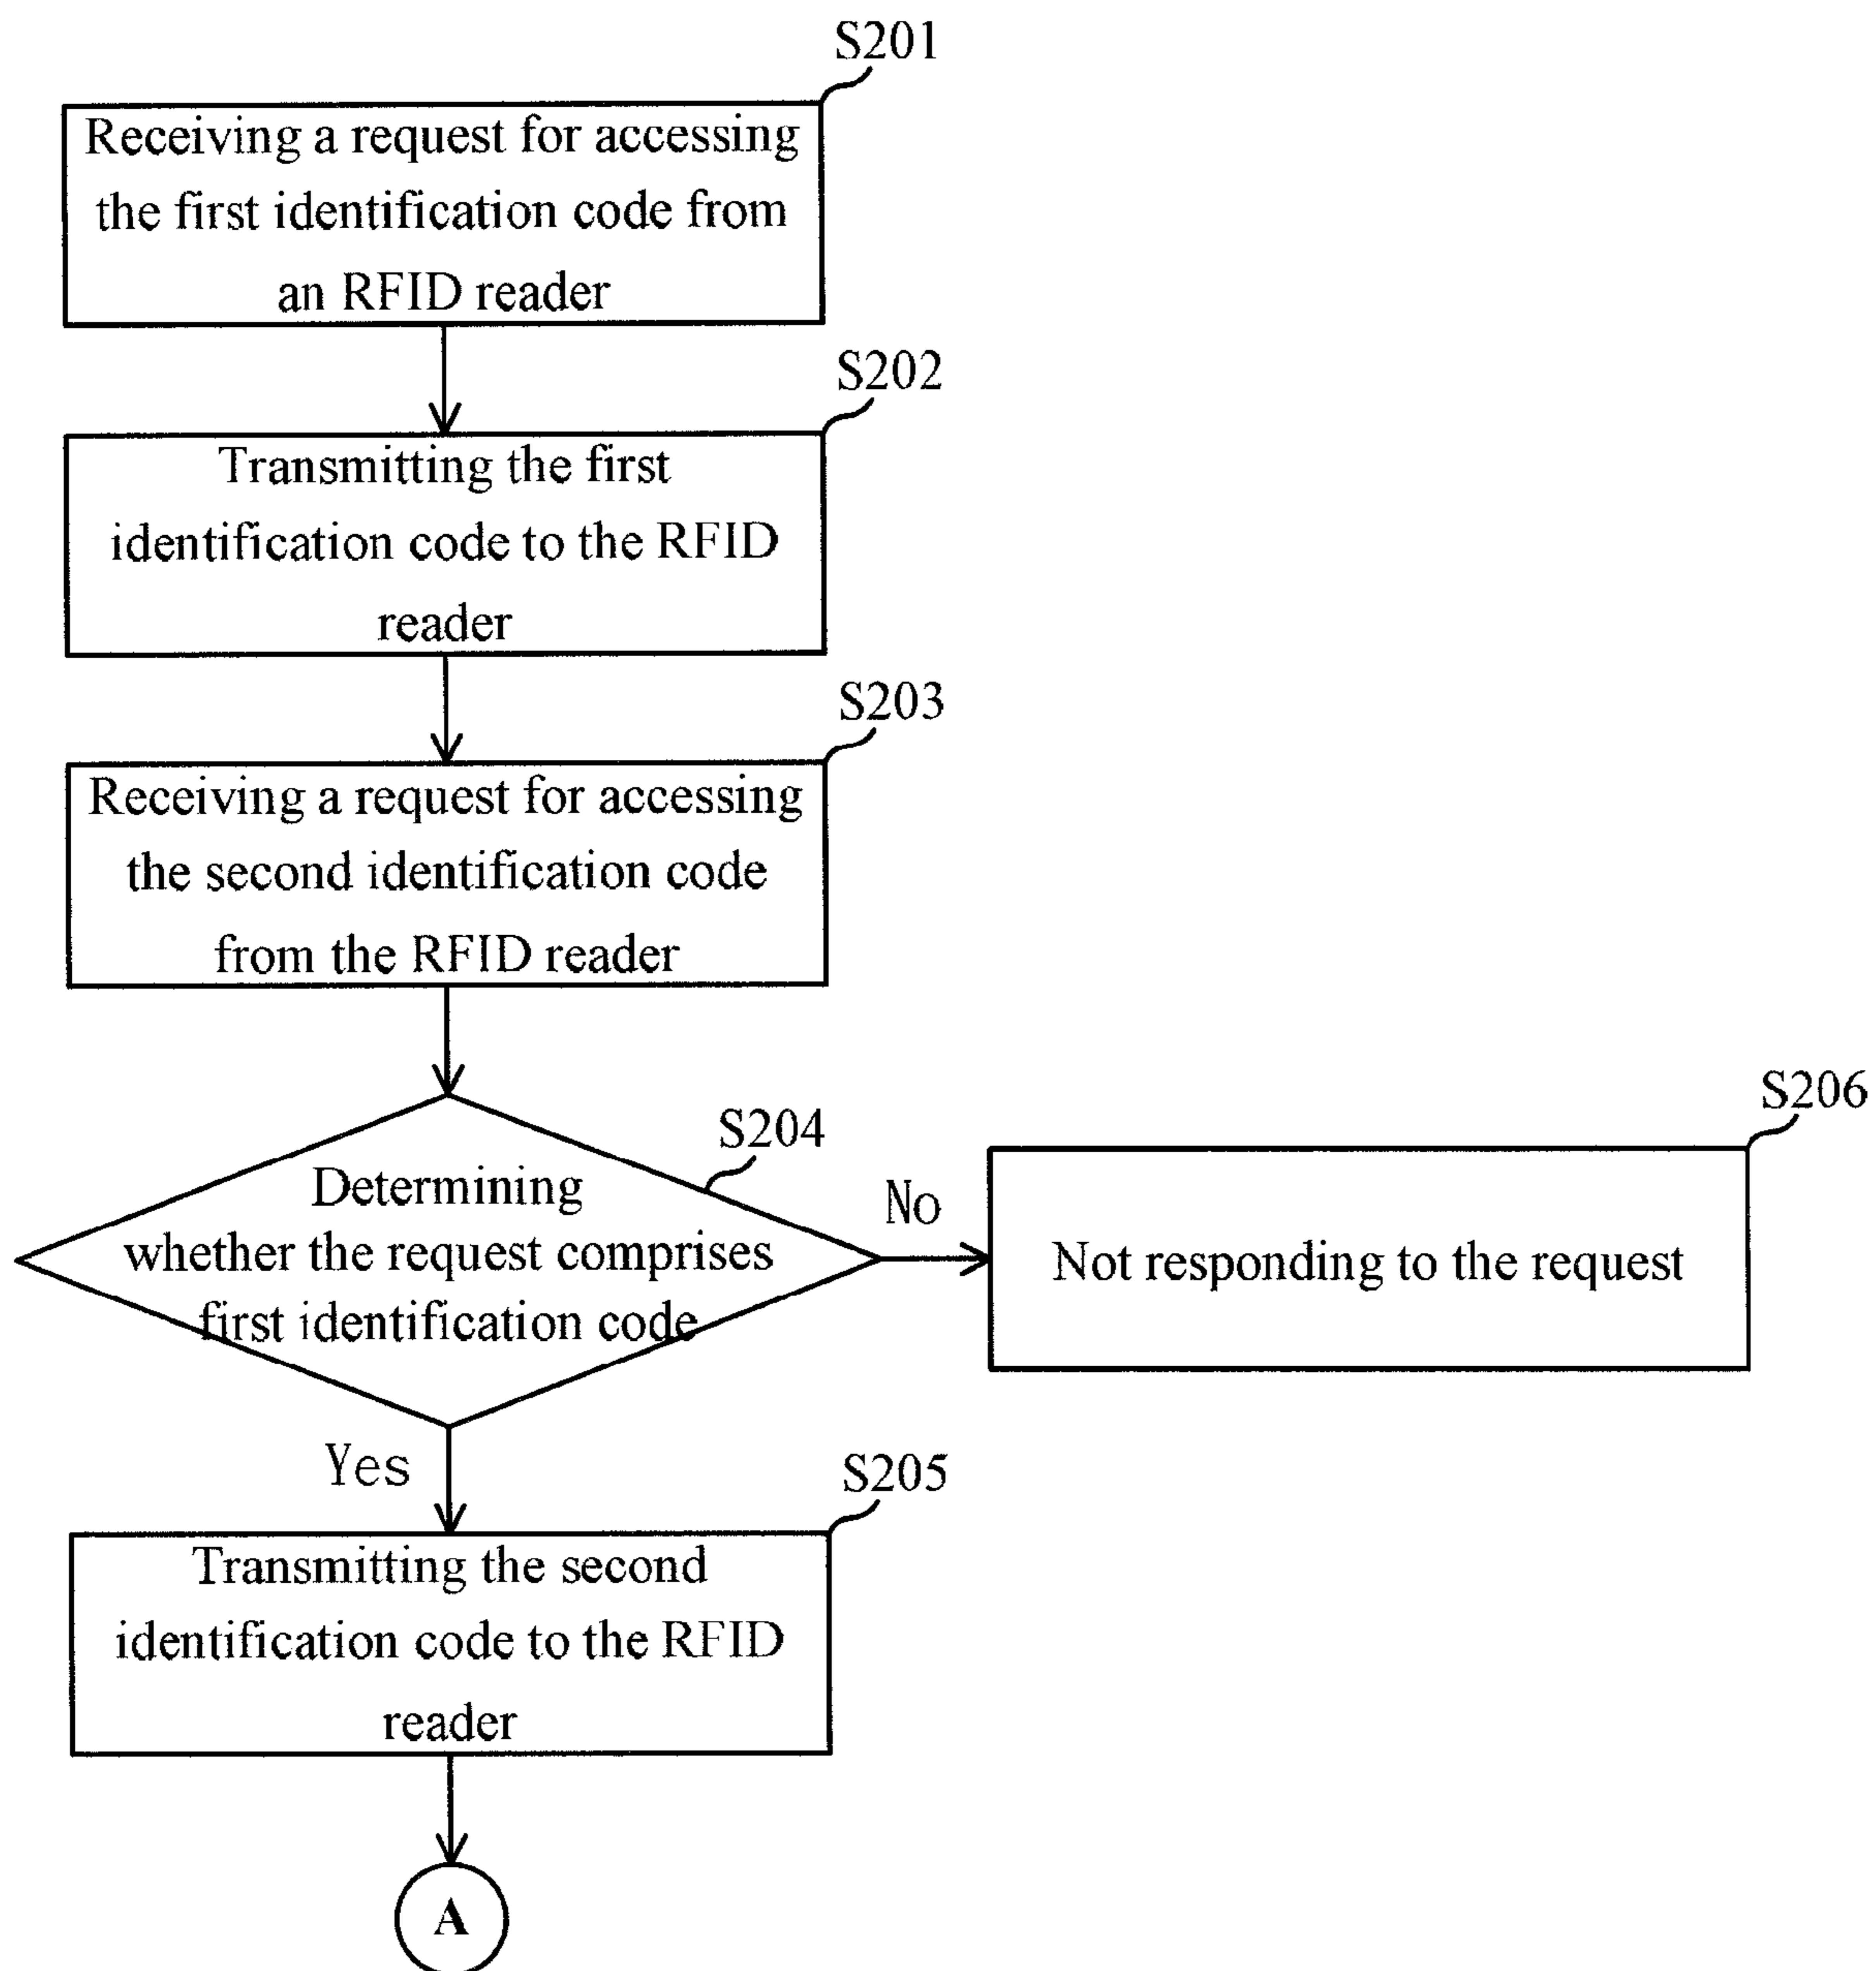 S201
Receiving a request for accessing
the first identification code from
an RFID reader
S202
Transmitting the first
identification code to the RFID
reader
S203
Receiving a request for accessing
the second identification code
from the RFID reader
S204
Determining
whether the request comprises
first identification code
No
S206
Not responding to the request
Yes
S205
Transmitting the second
identification code to the RFID
reader
A